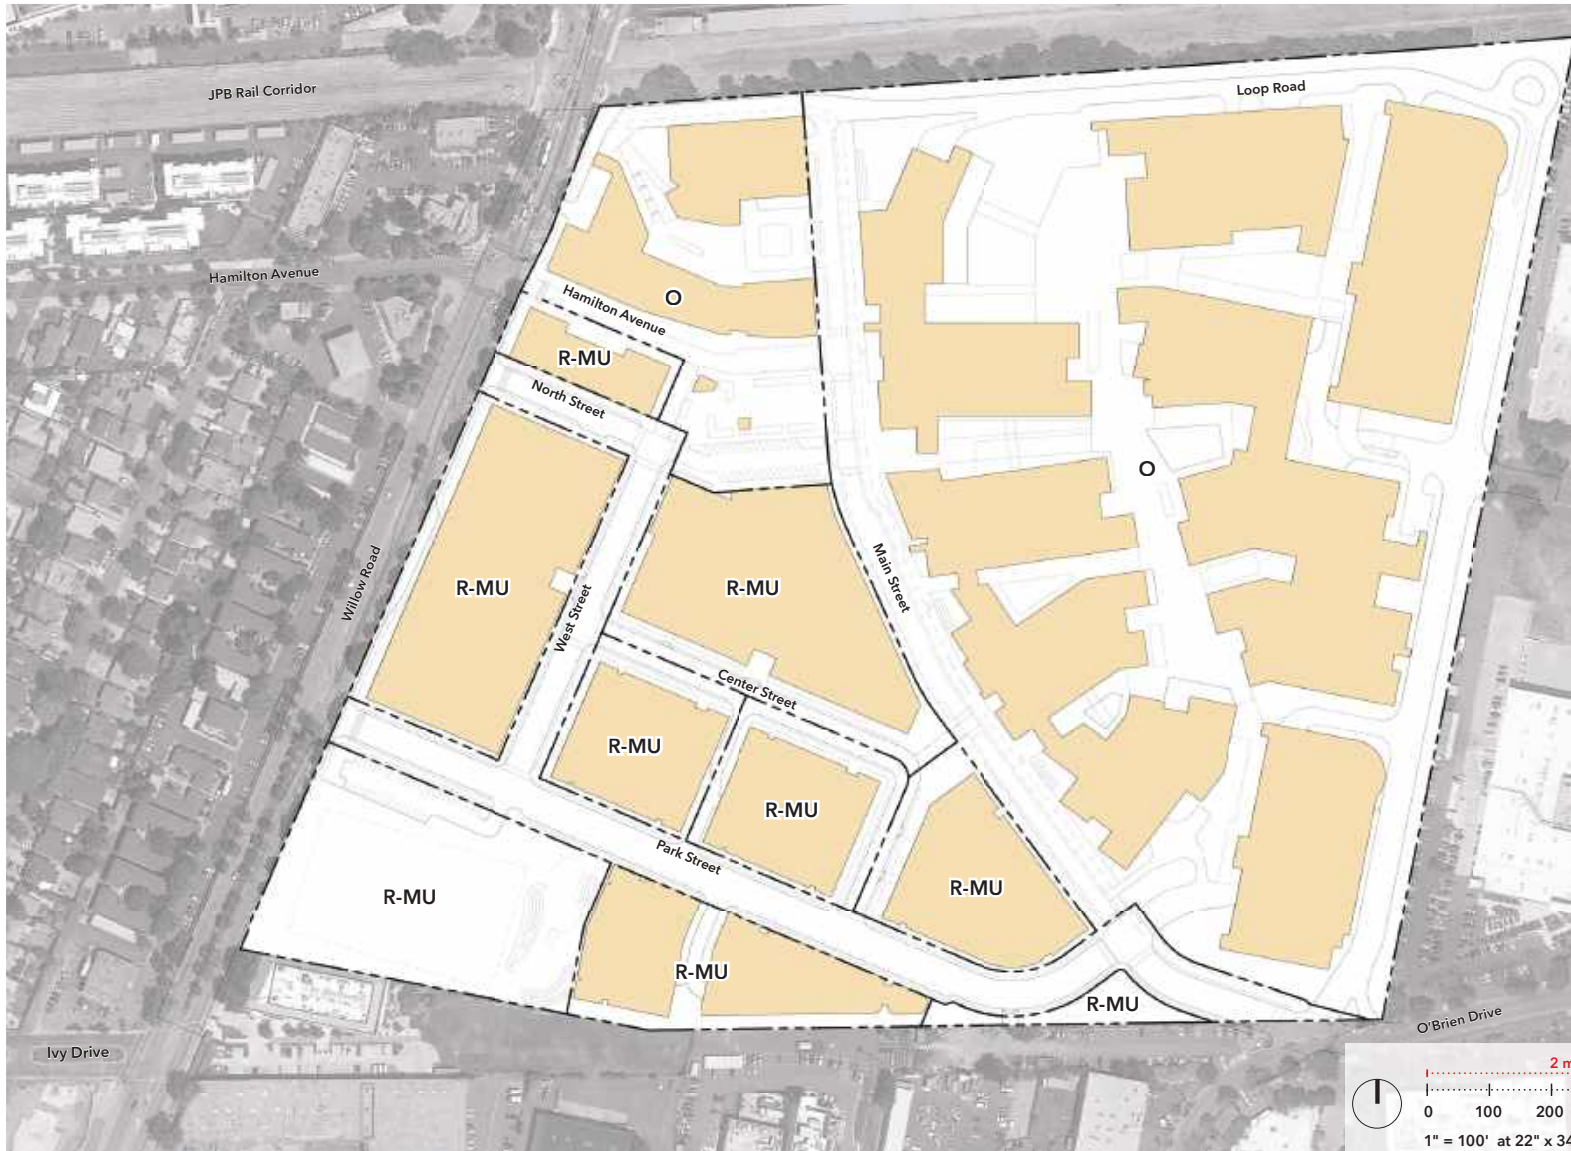 JPB Rail Corridor
Loop Road
Hamilton Avenue
Hamilton Avenue
O
R-MU
North Street
O
Willow Road
R-MU
West Street
R-MU
Main Street
Center Street
R-MU
R-MU
Park Street
R-MU
R-MU
R-MU
R-MU
O'Brien Drive
Ivy Drive
2 m
0 100 200
1" = 100' at 22" x 34